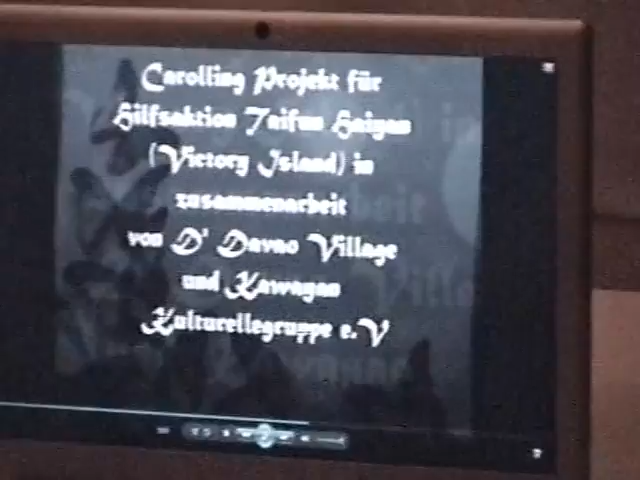 Carolling Projekt für
Hilfsaktion Taifun Haiyan
(Victory Island) in
zusammenarbeit
von D' Davao Village
und Kawayan
Kulturellegruppe e.V